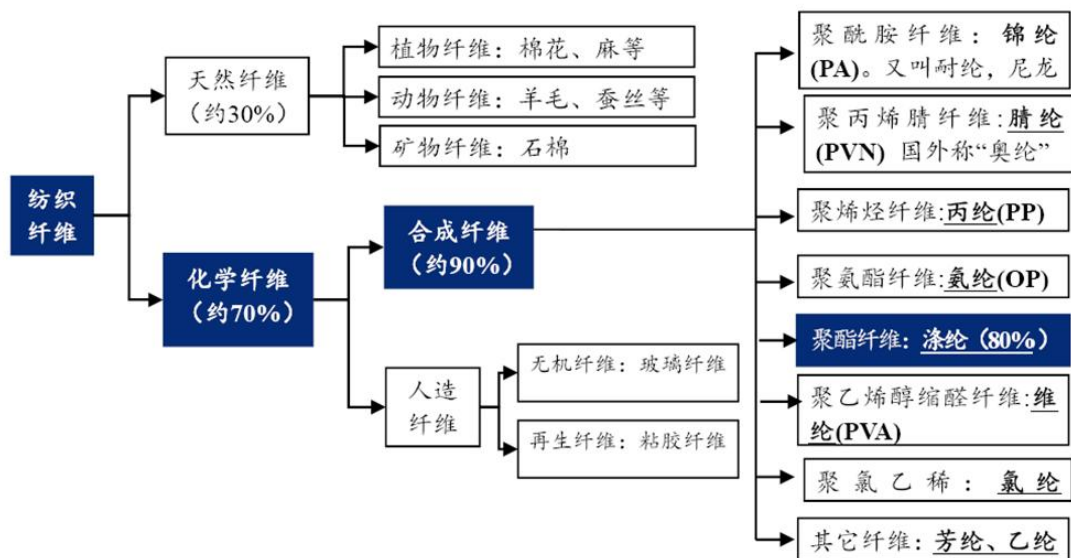 纺织
纤维
天然纤维
（约30%）
植物纤维：棉花、麻等
动物纤维：羊毛、蚕丝等
矿物纤维：石棉
化学纤维
（约70%）
合成纤维
（约90%）
人造
纤维
无机纤维：玻璃纤维
再生纤维：粘胶纤维
聚酰胺纤维：锦纶
(PA)。又叫耐纶，尼龙
聚丙烯腈纤维:腈纶
(PVN) 国外称“奥纶”
聚烯烃纤维:丙纶(PP)
聚氨酯纤维:氨纶(OP)
聚酯纤维：涤纶（80%）
聚乙烯醇缩醛纤维:维
纶(PVA)
聚氯乙稀：氯纶
其它纤维：芳纶、乙纶